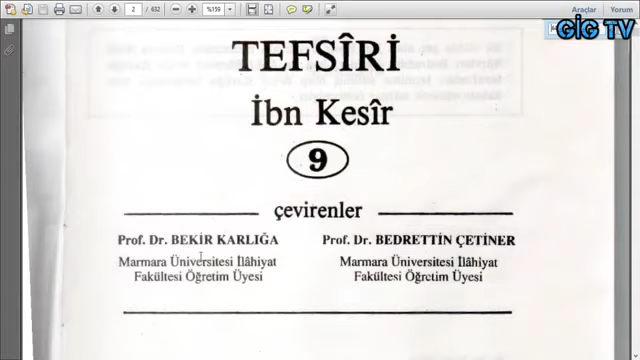 2 / 632
%159
Araçlar
Yorum
GİG TV
TEFSÎRİ
İbn Kesîr
9
çevirenler
Prof. Dr. BEKİR KARLIĞA
Marmara Üniversitesi İlâhiyat
Fakültesi Öğretim Üyesi
Prof. Dr. BEDRETTİN ÇETİNER
Marmara Üniversitesi İlâhiyat
Fakültesi Öğretim Üyesi